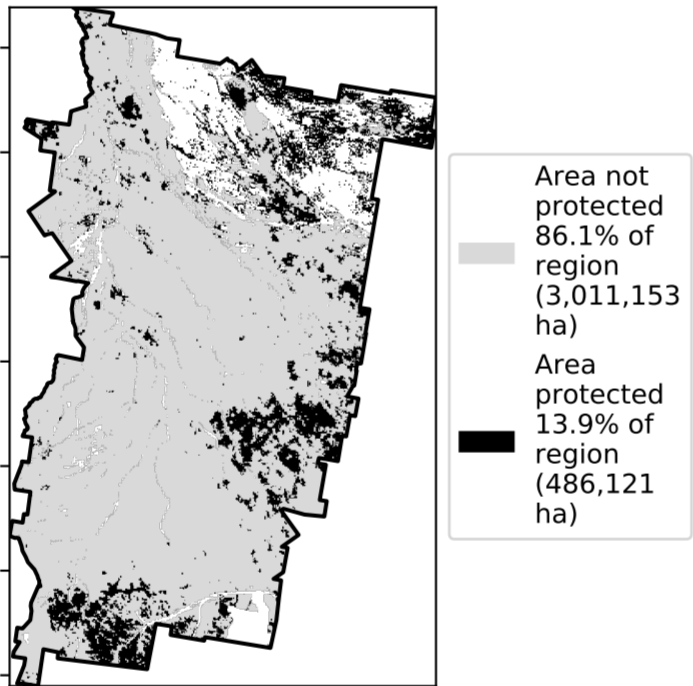 Area not
protected
86.1% of
region
(3,011,153
ha)
Area
protected
13.9% of
region
(486,121
ha)